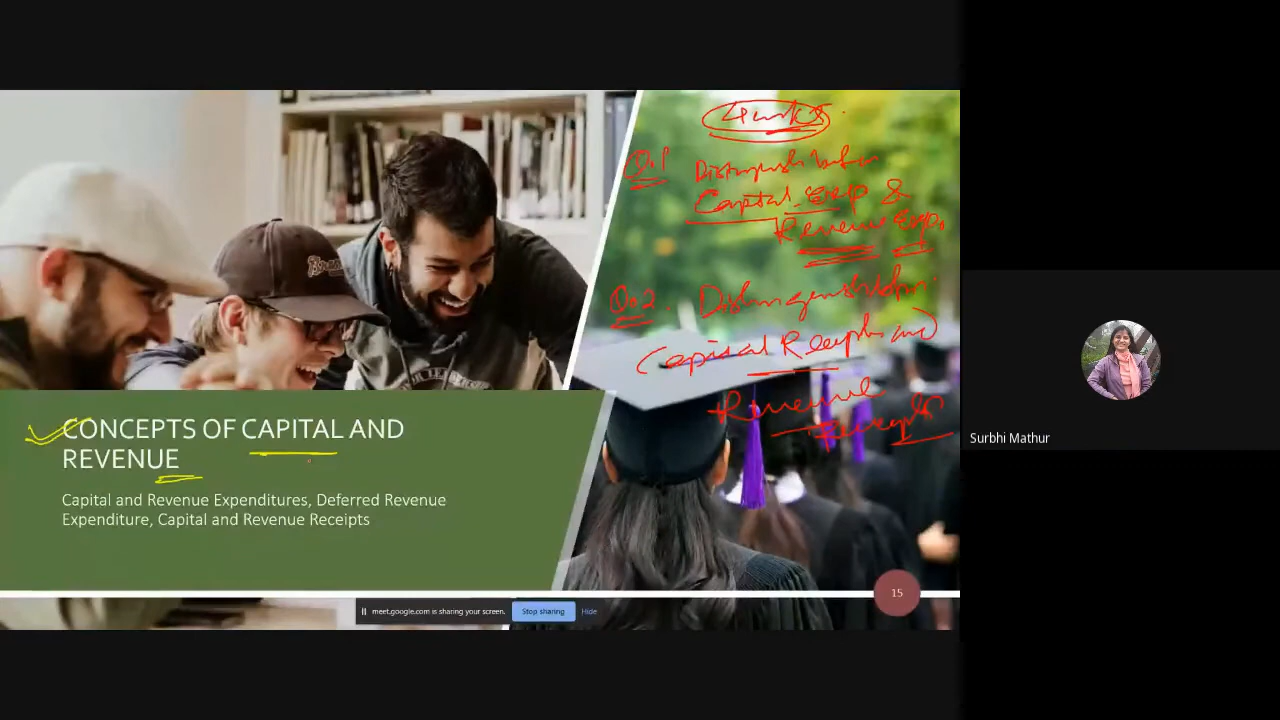 4 marks
Q.1 Distinguish between
Capital Exp &
Revenue Exp.
Q.2. Distinguish between
Capital Receipts and
Revenue
Receipts
CONCEPTS OF CAPITAL AND
REVENUE
Capital and Revenue Expenditures, Deferred Revenue
Expenditure, Capital and Revenue Receipts
15
meet.google.com is sharing your screen. Stop sharing Hide
Surbhi Mathur